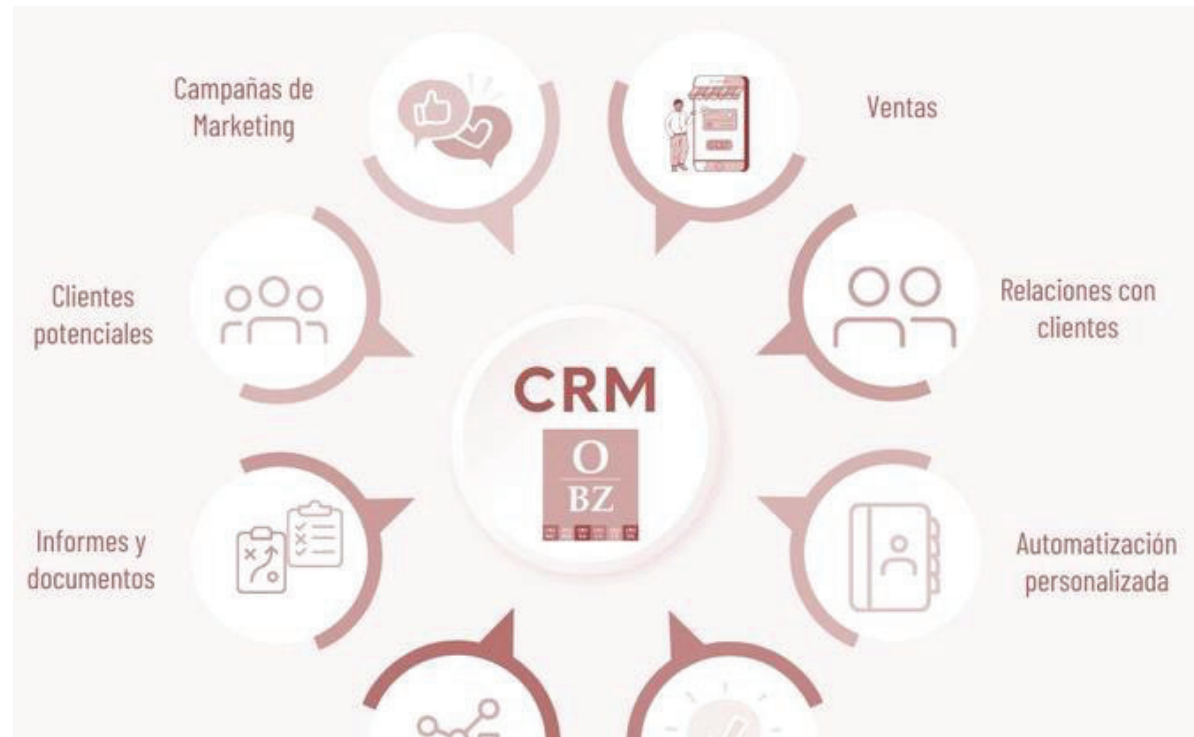 Campañas de
Marketing
Ventas
Clientes
potenciales
Relaciones con
clientes
CRM
O
BZ
Informes y
documentos
Automatización
personalizada